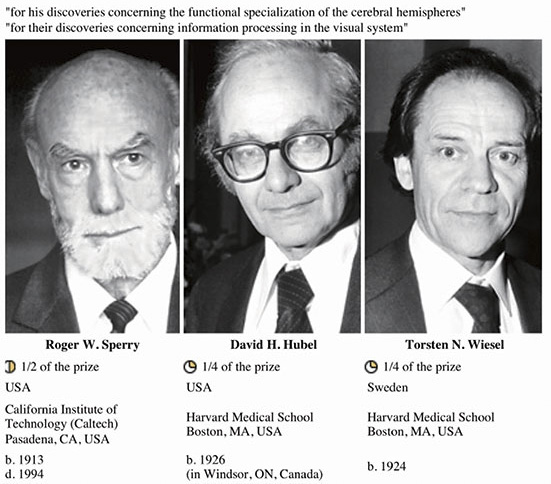 "for his discoveries concerning the functional specialization of the cerebral hemispheres"
"for their discoveries concerning information processing in the visual system"
Roger W. Sperry
1/2 of the prize
USA
California Institute of
Technology (Caltech)
Pasadena, CA, USA
b. 1913
d. 1994
David H. Hubel
1/4 of the prize
USA
Harvard Medical School
Boston, MA, USA
b. 1926
(in Windsor, ON, Canada)
Torsten N. Wiesel
1/4 of the prize
Sweden
Harvard Medical School
Boston, MA, USA
b. 1924